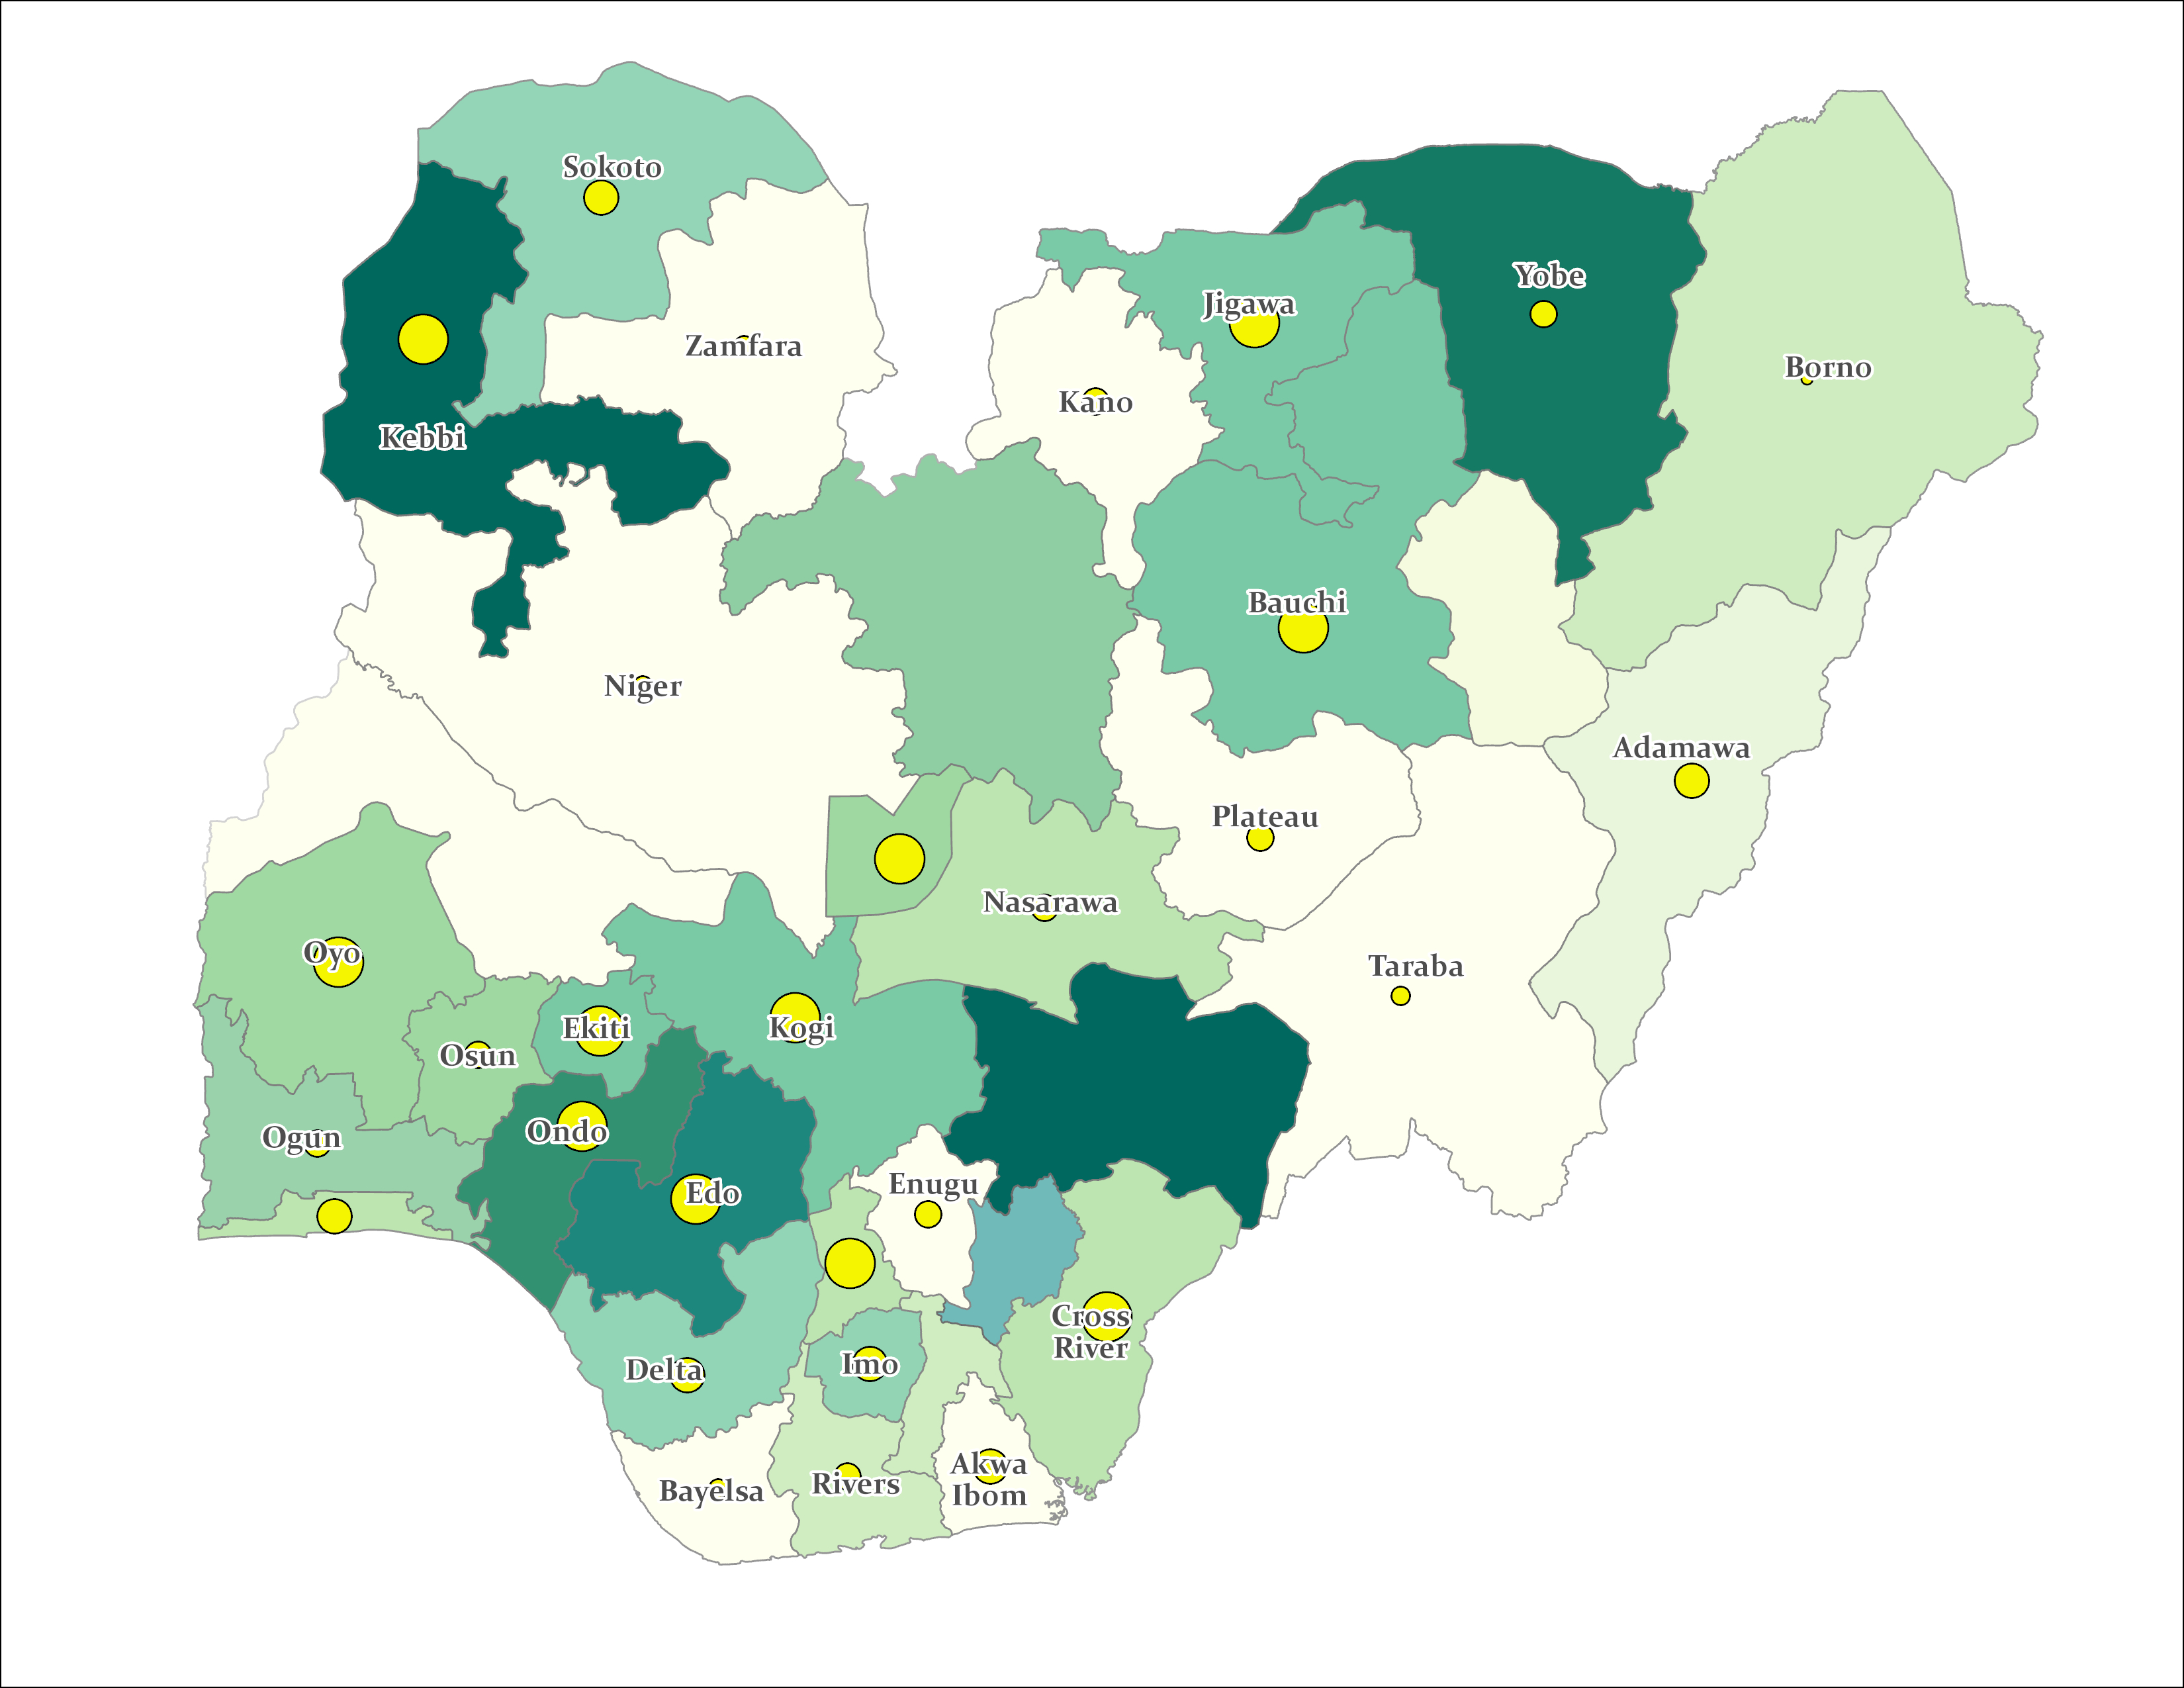 Sokoto
Yobe
Jigawa
Zamfara
Borno
Kano
Kebbi
Bauchi
Niger
Adamawa
Plateau
Nasarawa
Oyo
Taraba
Ekiti
Kogi
Osun
Ondo
Ogun
Enugu
Edo
Cross
River
Imo
Delta
Akwa
Ibom
Rivers
Bayelsa